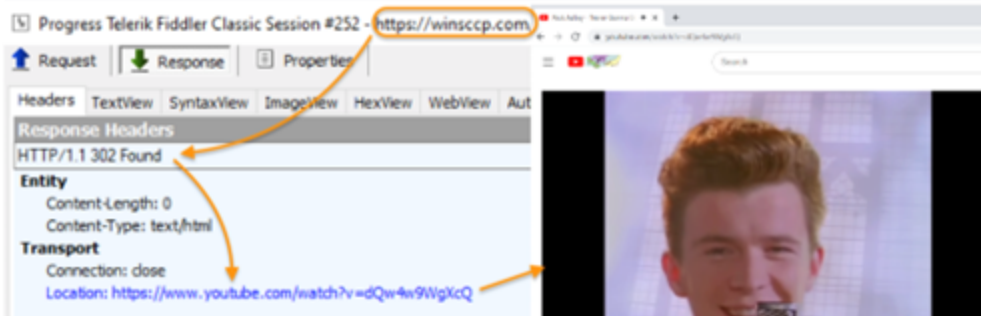 Progress Telerik Fiddler Classic Session #252 - https://winsccp.com/
Request
Response
Properties
Headers
TextView
SyntaxView
ImageView
HexView
WebView
Aut
Response Headers
HTTP/1.1 302 Found
Entity
Content-Length: 0
Content-Type: text/html
Transport
Connection: close
Location: https://www.youtube.com/watch?v=dQw4w9WgXcQ
Search